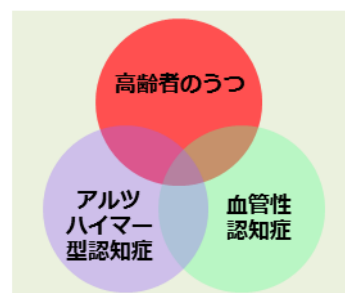 高齢者のうつ
アルツ
ハイマー
型認知症
血管性
認知症